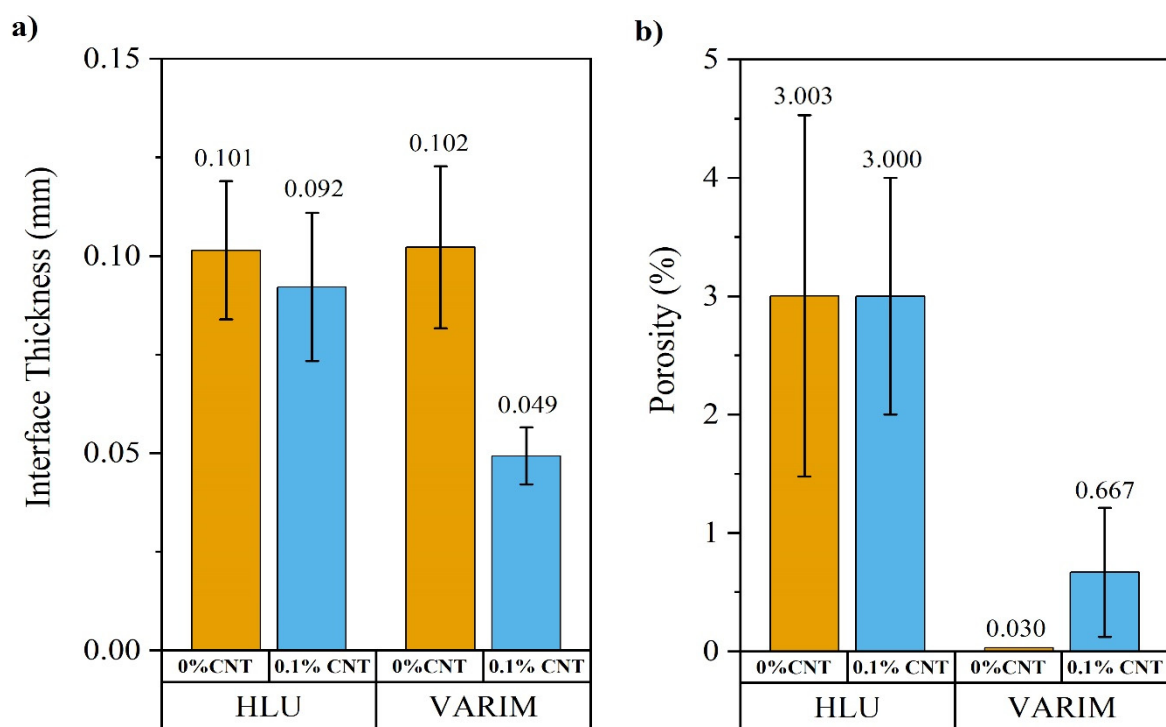 a)
Interface Thickness (mm)
0.15
0.10
0.05
0.00
0.101
0.092
0.102
0.049
0%CNT 0.1% CNT 0%CNT 0.1% CNT
HLU VARIM
b)
Porosity (%)
5
4
3
2
1
0
3.003
3.000
0.030
0.667
0%CNT 0.1% CNT 0%CNT 0.1% CNT
HLU VARIM